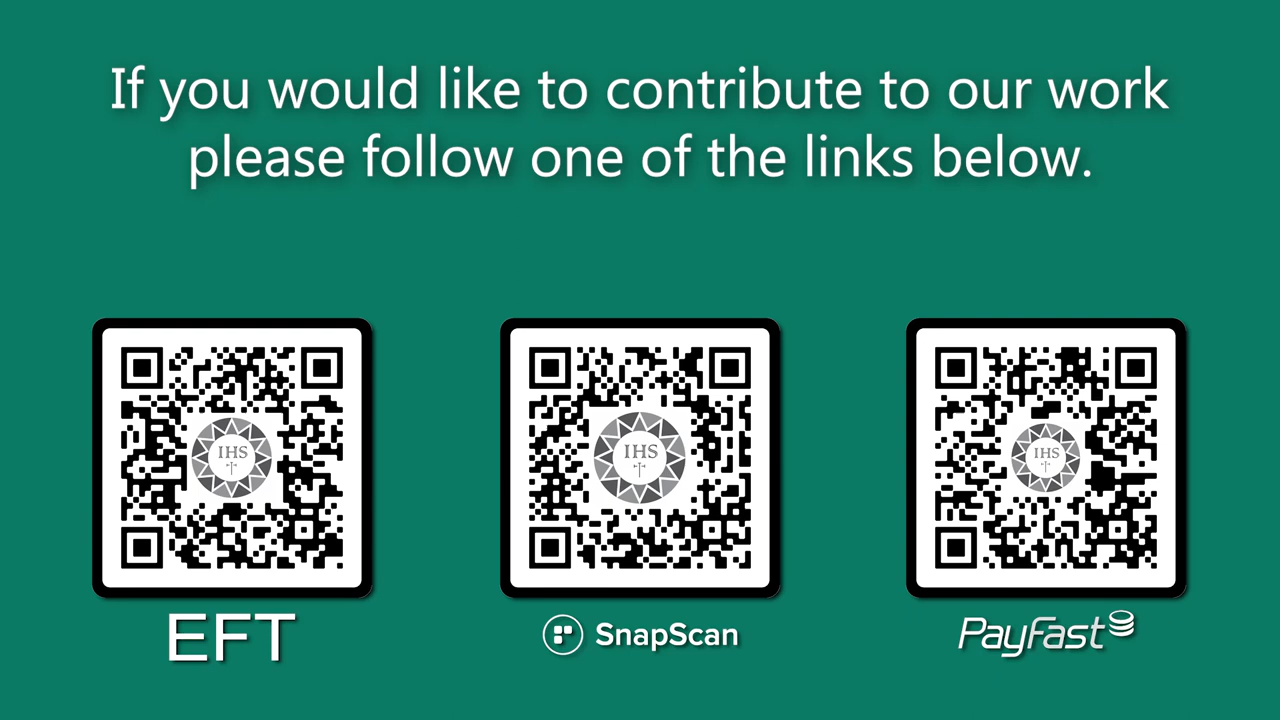 If you would like to contribute to our work
please follow one of the links below.
IHS
IHS
IHS
EFT
SnapScan
PayFast